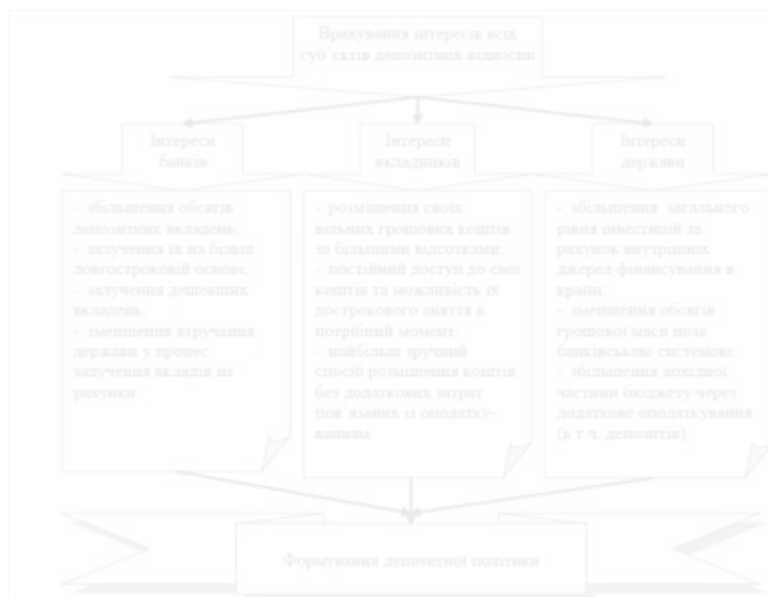 Врахування інтересів всіх
суб`єктів депозитних відносин
Інтереси
банків
Інтереси
вкладників
Інтереси
держави
- збільшення обсягів
депозитних вкладень;
- залучення їх на більш
довгостроковій основі;
- залучення дешевших
вкладень;
- зменшення втручання
держави у процес
залучення вкладів на
рахунки
- розміщення своїх
вільних грошових коштів
за більшими відсотками;
- постійний доступ до свої
коштів та можливість їх
дострокового зняття в
потрібний момент;
- найбільш зручний
спосіб розміщення коштів
без додаткових затрат
пов`язаних із оподатку-
ванням
- збільшення загального
рівня інвестицій за
рахунок внутрішніх
джерел фінансування в
країні;
- зменшення обсягів
грошової маси поза
банківською системою;
- збільшення дохідної
частини бюджету через
додаткове оподаткування
(в т.ч. депозитів)
Формування депозитної політики